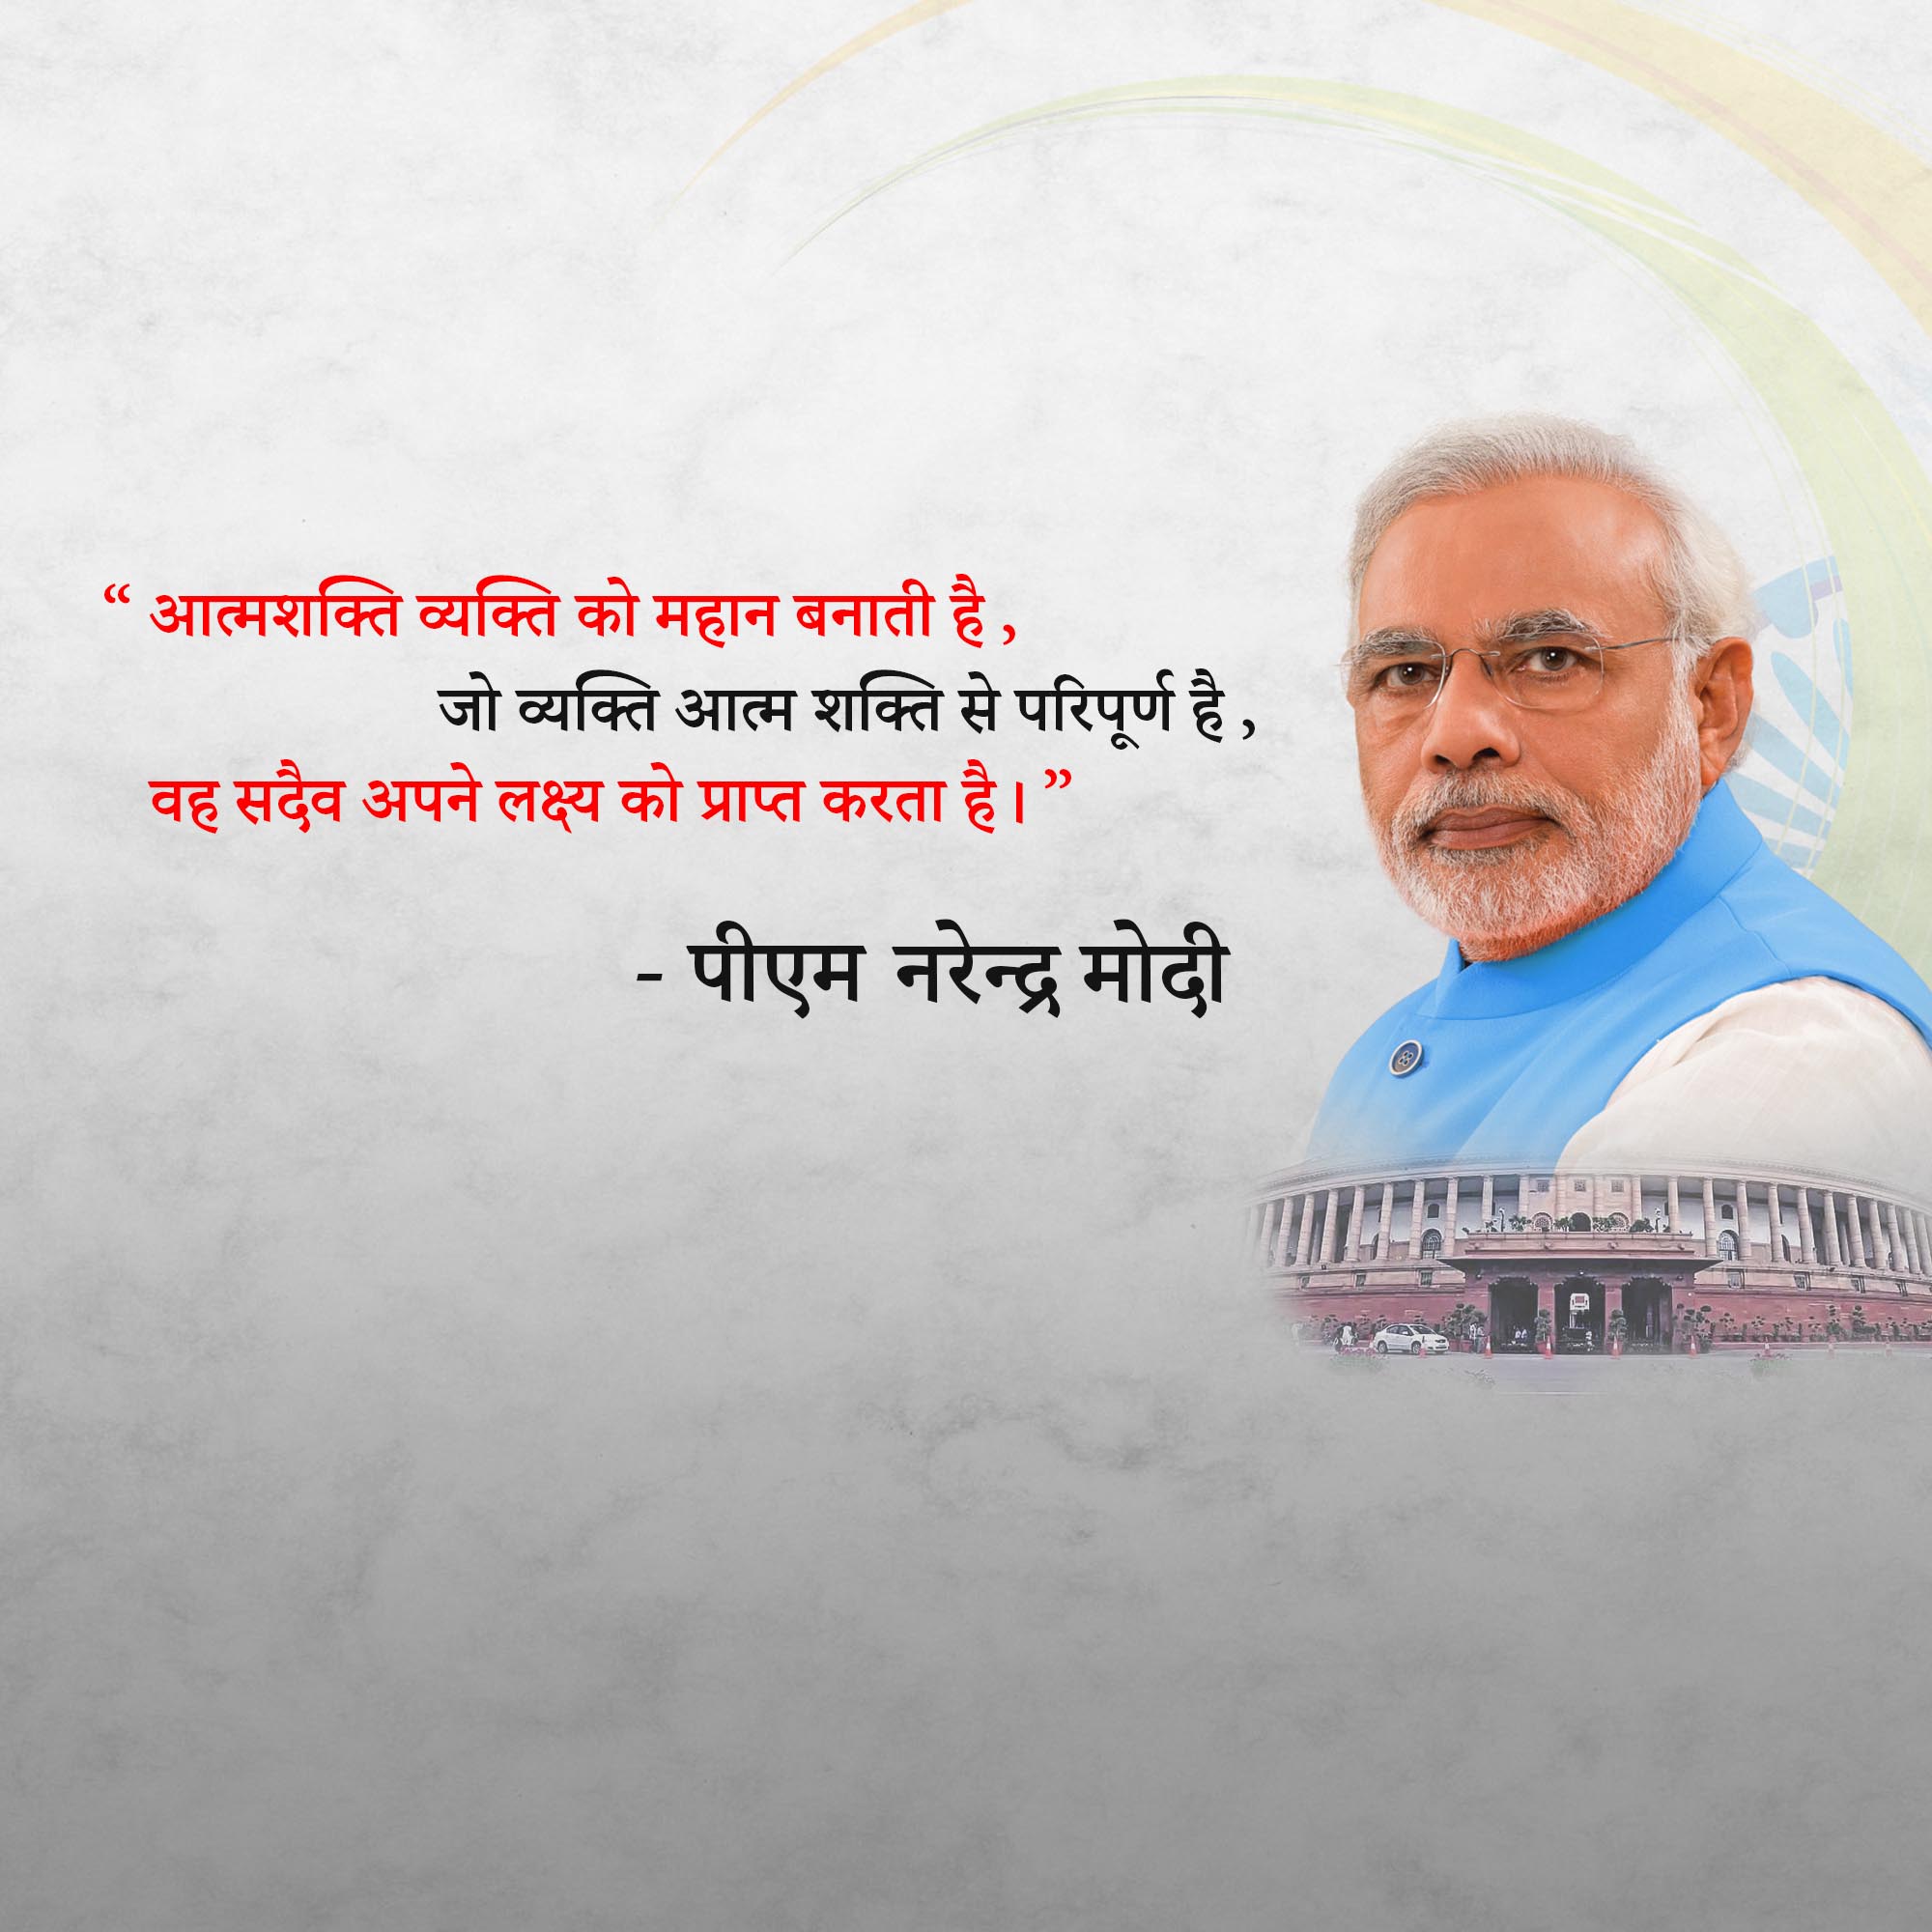 “ आत्मशक्ति व्यक्ति को महान बनाती है ,
जो व्यक्ति आत्म शक्ति से परिपूर्ण है ,
वह सदैव अपने लक्ष्य को प्राप्त करता है। ”
- पीएम नरेन्द्र मोदी